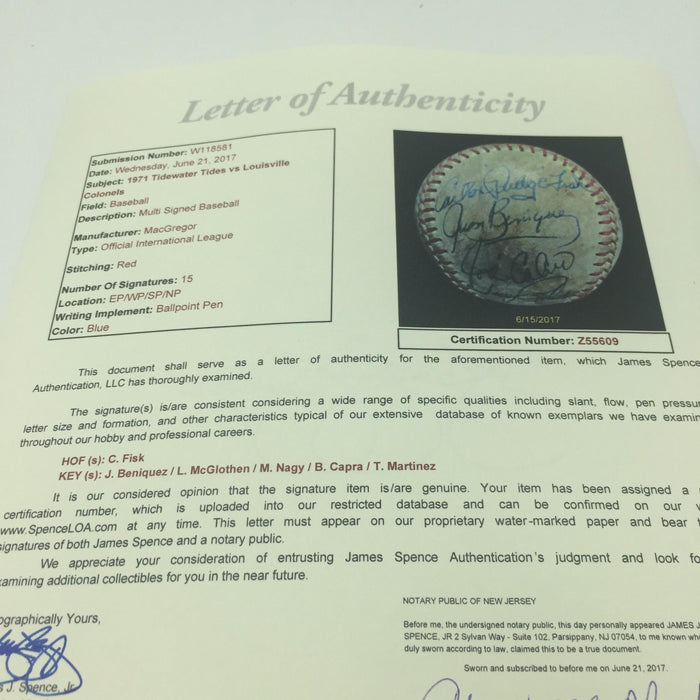 Letter of Authenticity
Submission Number: W118581
Date: Wednesday, June 21, 2017
Subject: 1971 Tidewater Tides vs Louisville
Colonels
Field: Baseball
Description: Multi Signed Baseball
Manufacturer: MacGregor
Type: Official International League
Stitching: Red
Number Of Signatures: 15
Location: EP/WP/SP/NP
Writing Implement: Ballpoint Pen
Color: Blue
Carlton Fisk
Juan Beniquez
6/15/2017
Certification Number: Z55609
This document shall serve as a letter of authenticity for the aforementioned item, which James Spence
Authentication, LLC has thoroughly examined.
The signature(s) is/are consistent considering a wide range of specific qualities including slant, flow, pen pressur
letter size and formation, and other characteristics typical of our extensive database of known exemplars we have examin
throughout our hobby and professional careers.
HOF (s): C. Fisk
KEY (s): J. Beniquez / L. McGlothen / M. Nagy / B. Capra / T. Martinez
It is our considered opinion that the signature item is/are genuine. Your item has been assigned a
certification number, which is uploaded into our restricted database and can be confirmed on our
www.SpenceLOA.com at any time. This letter must appear on our proprietary water-marked paper and bear
signatures of both James Spence and a notary public.
We appreciate your consideration of entrusting James Spence Authentication's judgment and look fo
xamining additional collectibles for you in the near future.
ographically Yours,
s J. Spence, Jr.
NOTARY PUBLIC OF NEW JERSEY
Before me, the undersigned notary public, this day personally appeared JAMES J
SPENCE, JR 2 Sylvan Way - Suite 102, Parsippany, NJ 07054, to me known who
duly sworn according to law, claimed this to be a true document.
Sworn and subscribed to before me on June 21, 2017.